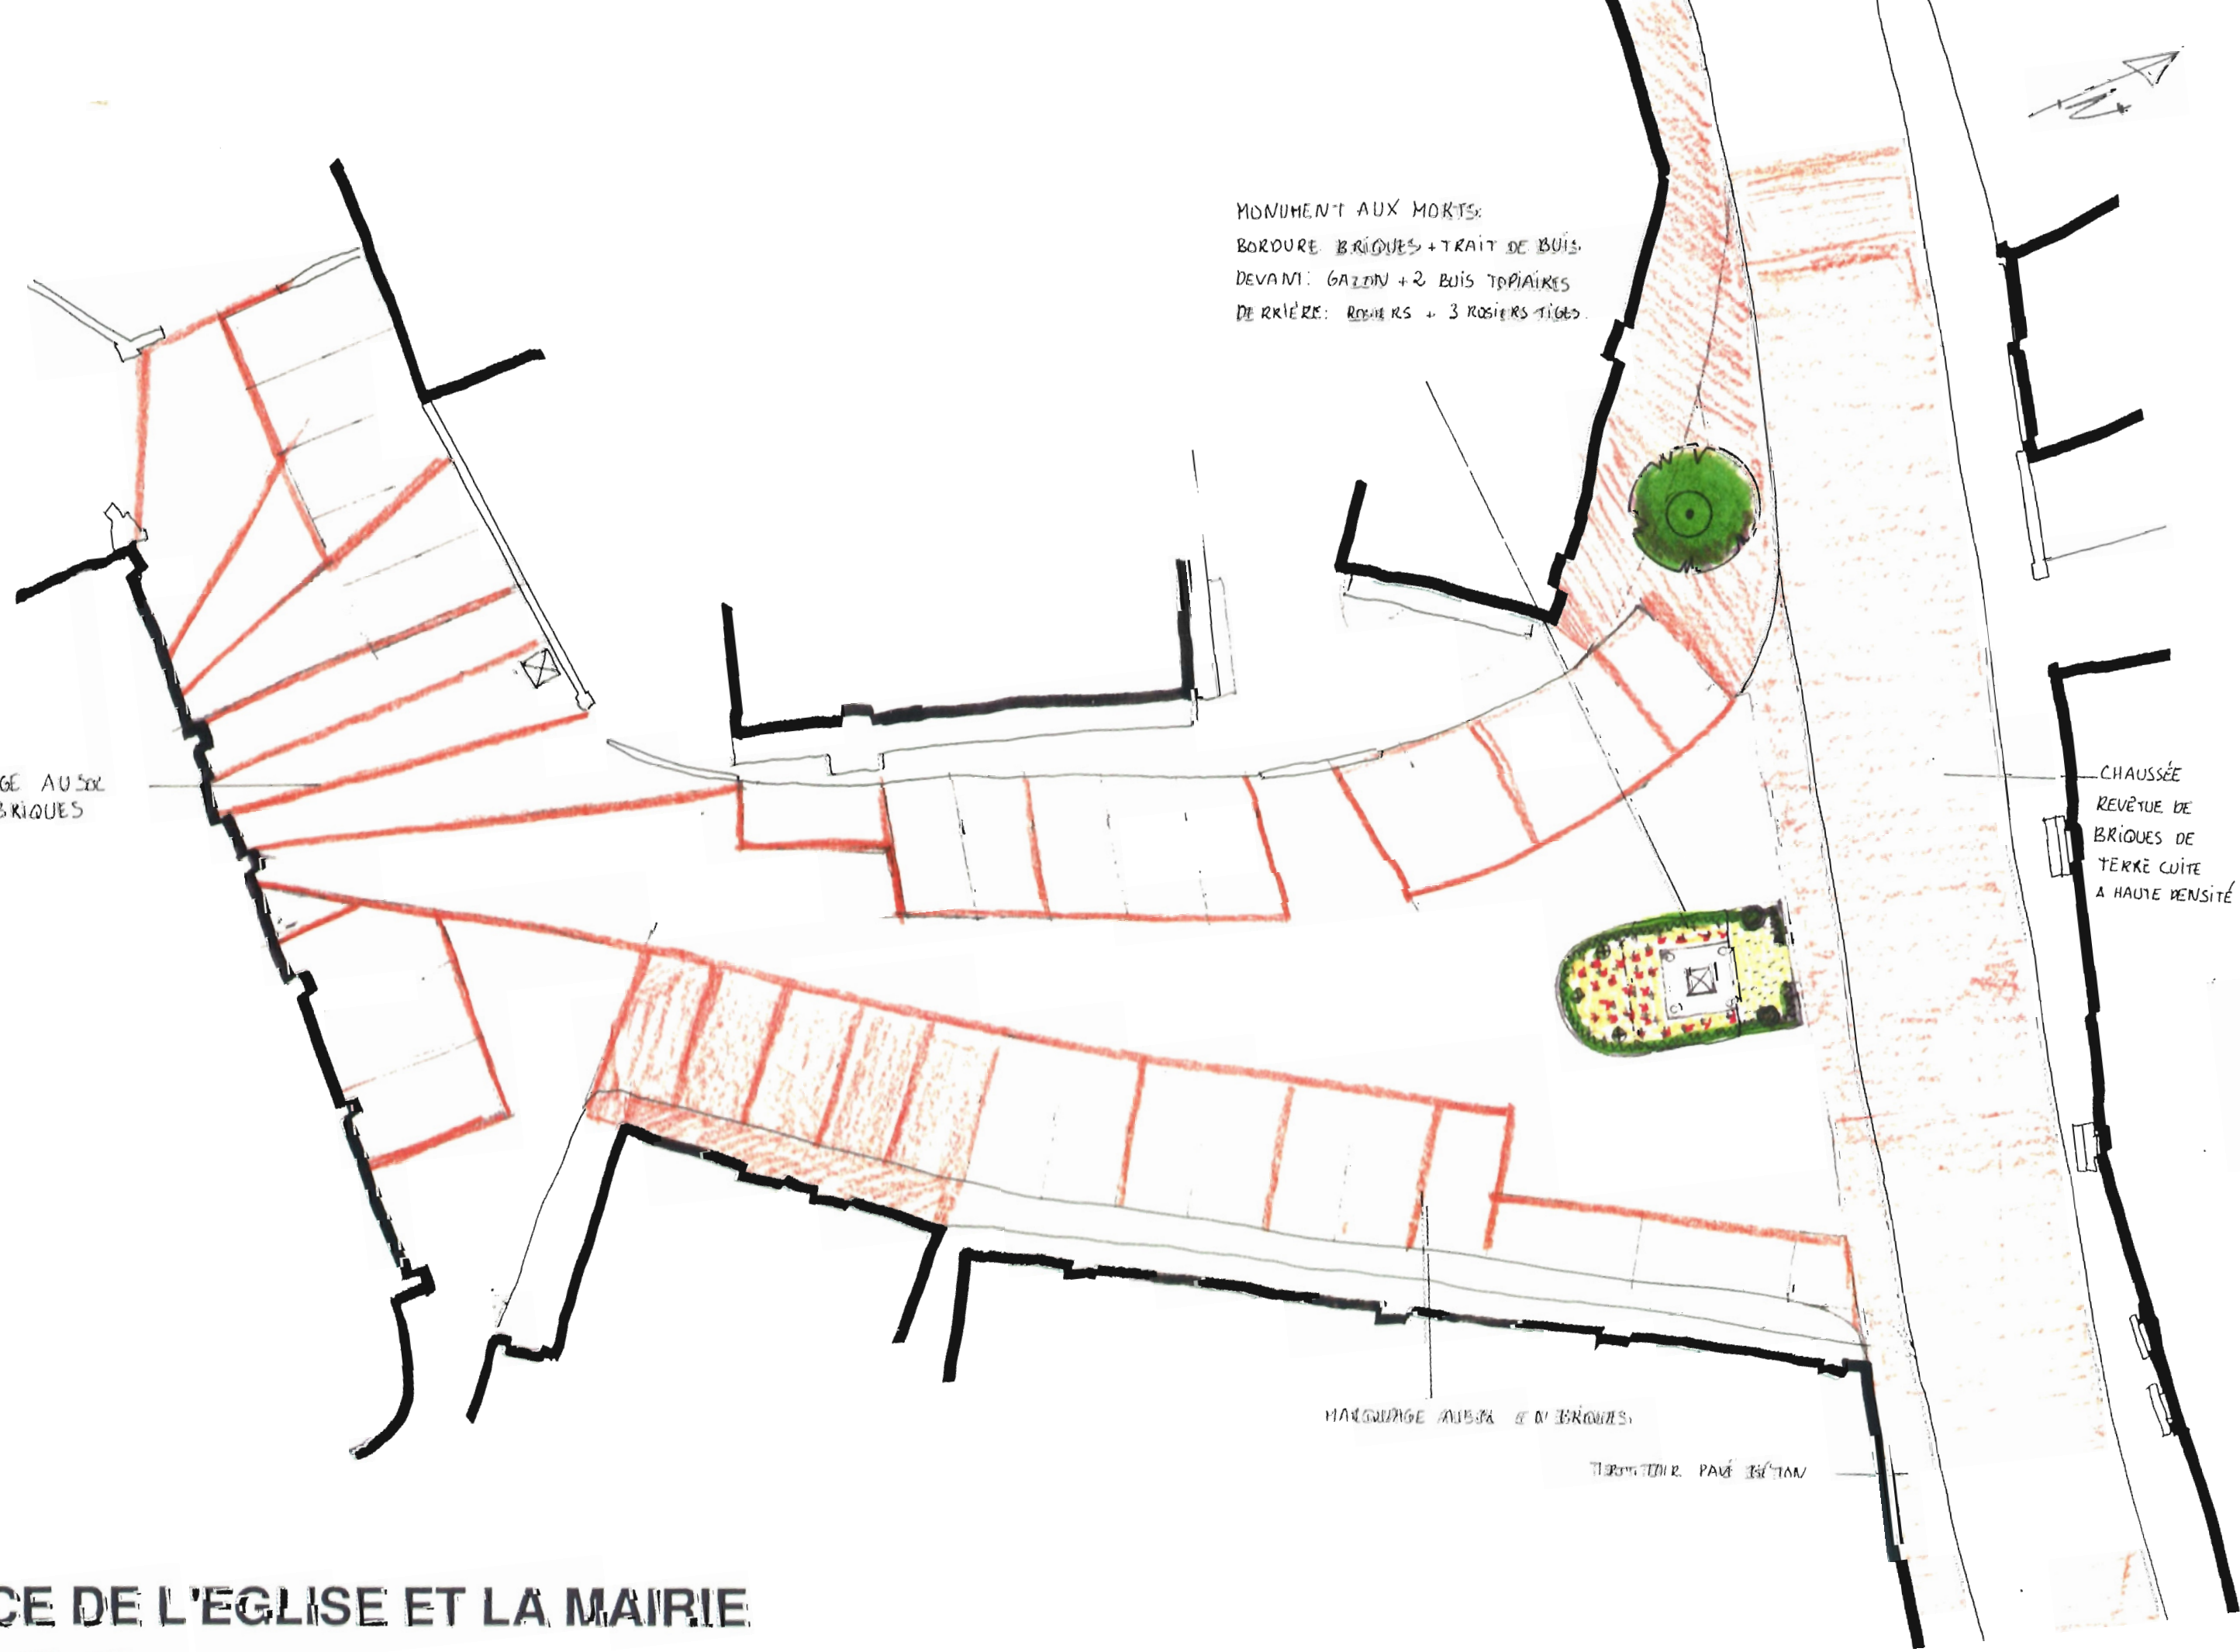 MONUMENT AUX MORTS:
BORDURE BRIQUES + TRAIT DE BUIS
DEVANT: GAZON + 2 BUIS TOPIAIRES
DERRIÈRE: ROSIERS + 3 ROSIERS TIGES.
N
GE AU SOL
BRIQUES
CHAUSSÉE
REVÊTUE DE
BRIQUES DE
TERRE CUITE
A HAUTE DENSITÉ
MARQUAGE AU SOL EN BRIQUES.
TROTTOIR PAVÉ BÉTON
CE DE L'EGLISE ET LA MAIRIE